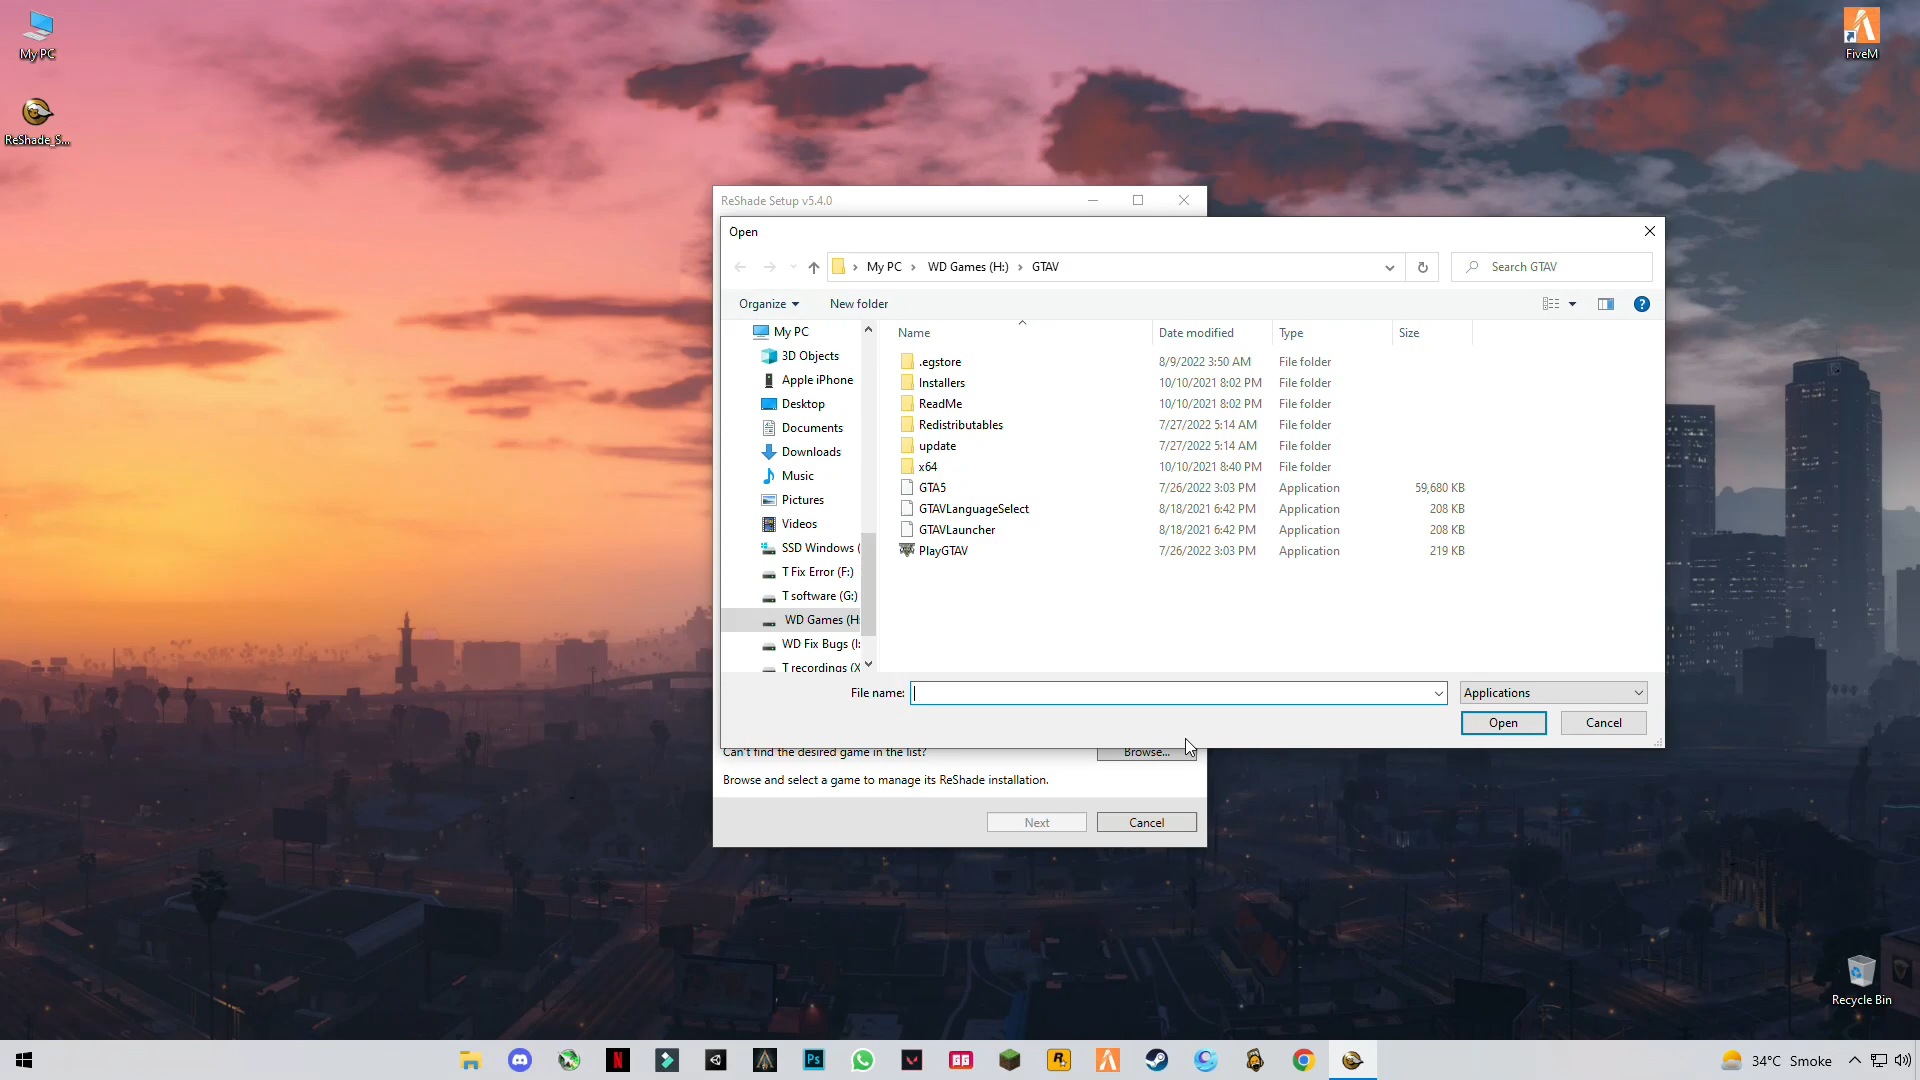 My PC
ReShade_S...
FiveM
ReShade Setup v5.4.0
Open
My PC > WD Games (H:) > GTAV
Search GTAV
Organize
New folder
My PC
3D Objects
Apple iPhone
Desktop
Documents
Downloads
Music
Pictures
Videos
SSD Windows (
T Fix Error (F:)
T software (G:)
WD Games (H:
WD Fix Bugs (I:
T recordings (X
Name Date modified Type Size
.egstore 8/9/2022 3:50 AM File folder
Installers 10/10/2021 8:02 PM File folder
ReadMe 10/10/2021 8:02 PM File folder
Redistributables 7/27/2022 5:14 AM File folder
update 7/27/2022 5:14 AM File folder
x64 10/10/2021 8:40 PM File folder
GTA5 7/26/2022 3:03 PM Application 59,680 KB
GTAVLanguageSelect 8/18/2021 6:42 PM Application 208 KB
GTAVLauncher 8/18/2021 6:42 PM Application 208 KB
PlayGTAV 7/26/2022 3:03 PM Application 219 KB
File name:
Applications
Open
Cancel
Can't find the desired game in the list?
Browse...
Browse and select a game to manage its ReShade installation.
Next
Cancel
Recycle Bin
34°C Smoke